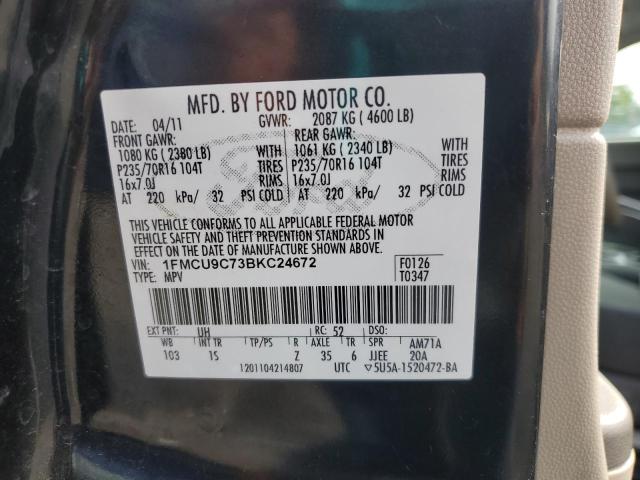 MFD. BY FORD MOTOR CO.
DATE: 04/11 GVWR: 2087 KG ( 4600 LB)
FRONT GAWR: REAR GAWR:
1080 KG ( 2380 LB) WITH 1061 KG ( 2340 LB) WITH
P235/70R16 104T TIRES P235/70R16 104T TIRES
16x7.0J RIMS 16x7.0J RIMS
AT 220 kPa/ 32 PSI COLD AT 220 kPa/ 32 PSI COLD
THIS VEHICLE CONFORMS TO ALL APPLICABLE FEDERAL MOTOR
VEHICLE SAFETY AND THEFT PREVENTION STANDARDS IN
EFFECT ON THE DATE OF MANUFACTURE SHOWN ABOVE.
VIN: 1FMCU9C73BKC24672 F0126
TYPE: MPV T0347
EXT PNT: UH RC: 52 DSO:
WB INT TR TP/PS R AXLE TR SPR AM71A
103 1S Z 35 6 JJEE 20A
1201104214807 UTC ▽5U5A-1520472-BA